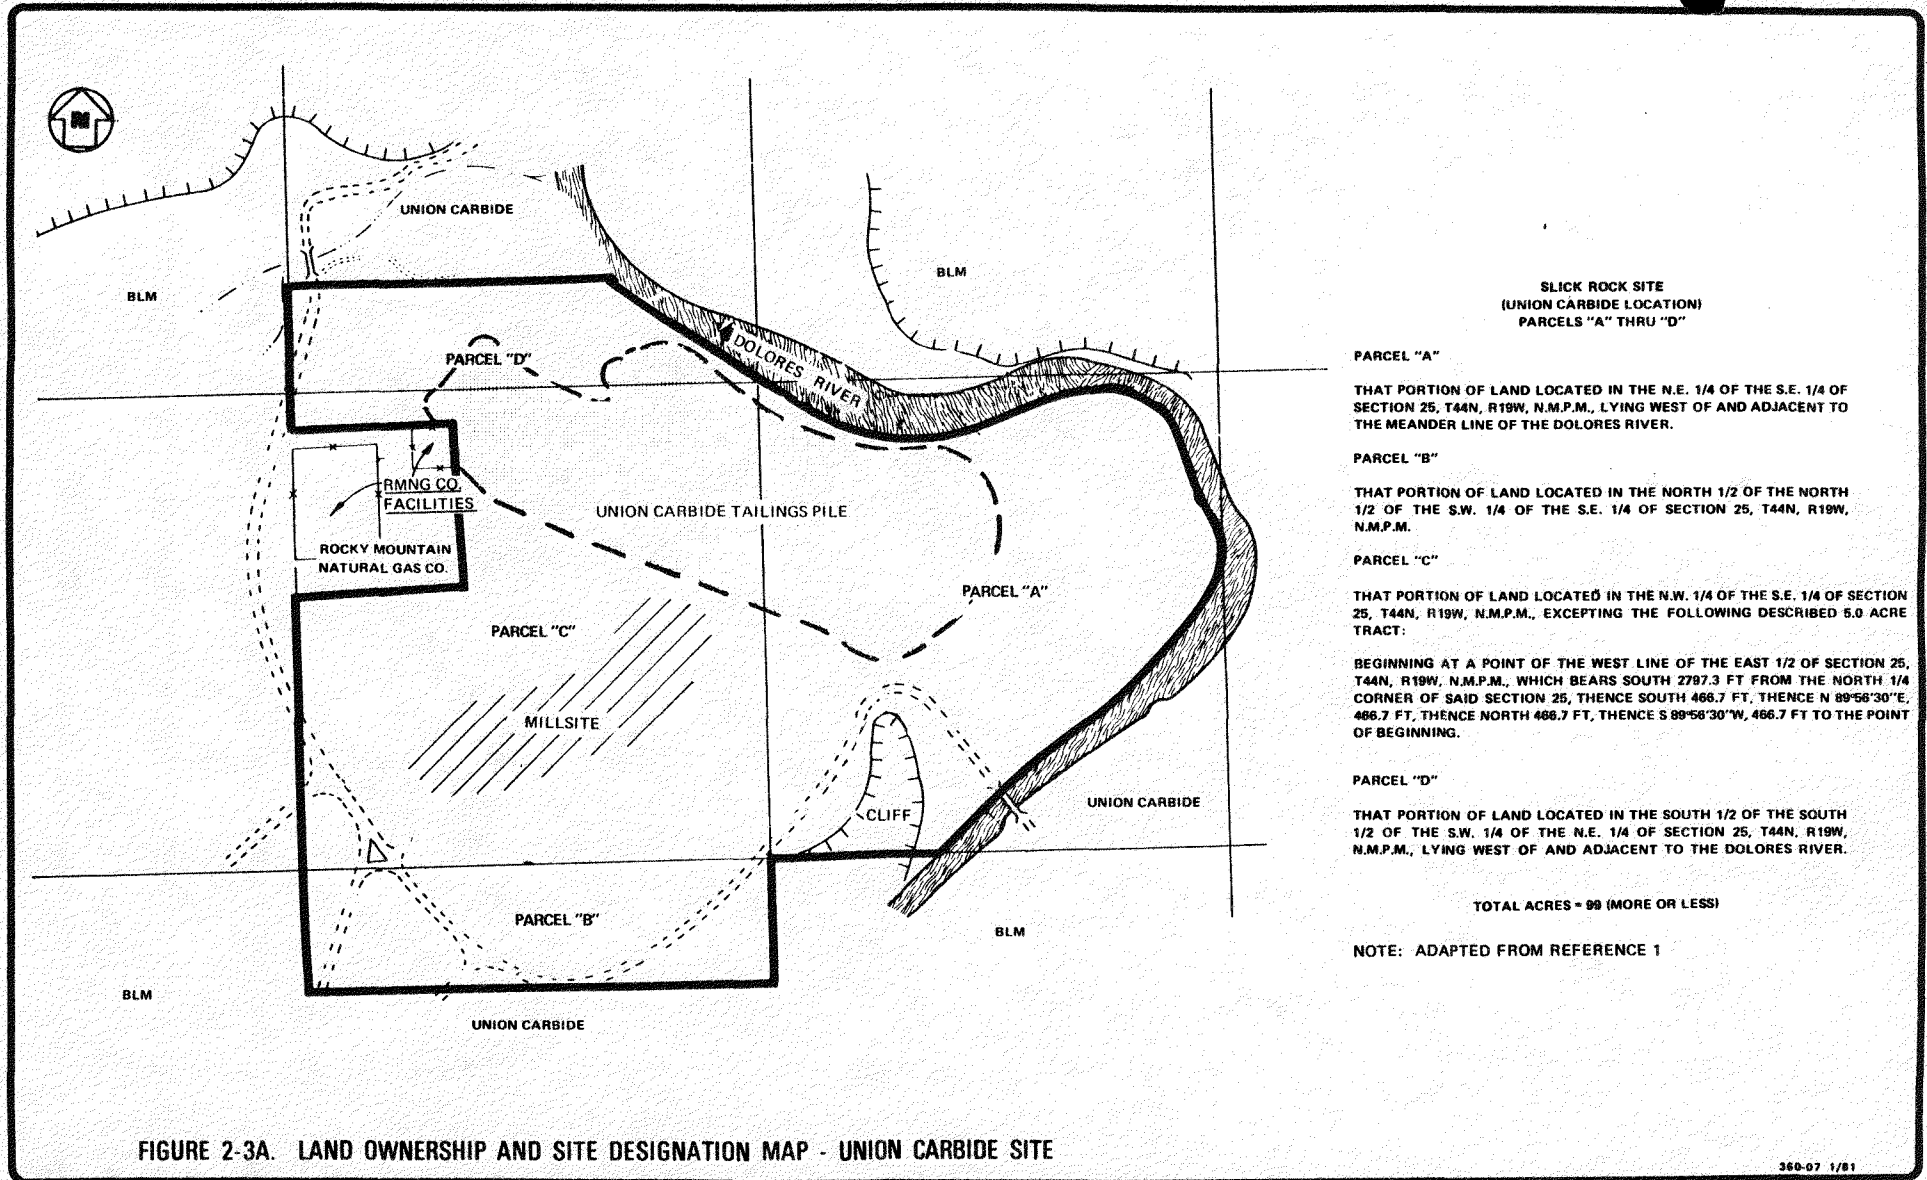 UNION CARBIDE
BLM
BLM
PARCEL "D"
DOLORES RIVER
RMNG CO.
FACILITIES
UNION CARBIDE TAILINGS PILE
ROCKY MOUNTAIN
NATURAL GAS CO.
PARCEL "A"
PARCEL "C"
MILLSITE
CLIFF
UNION CARBIDE
PARCEL "B"
BLM
BLM
UNION CARBIDE
SLICK ROCK SITE
(UNION CARBIDE LOCATION)
PARCELS "A" THRU "D"
PARCEL "A"
THAT PORTION OF LAND LOCATED IN THE N.E. 1/4 OF THE S.E. 1/4 OF
SECTION 25, T44N, R19W, N.M.P.M., LYING WEST OF AND ADJACENT TO
THE MEANDER LINE OF THE DOLORES RIVER.
PARCEL "B"
THAT PORTION OF LAND LOCATED IN THE NORTH 1/2 OF THE NORTH
1/2 OF THE S.W. 1/4 OF THE S.E. 1/4 OF SECTION 25, T44N, R19W,
N.M.P.M.
PARCEL "C"
THAT PORTION OF LAND LOCATED IN THE N.W. 1/4 OF THE S.E. 1/4 OF SECTION
25, T44N, R19W, N.M.P.M., EXCEPTING THE FOLLOWING DESCRIBED 5.0 ACRE
TRACT:
BEGINNING AT A POINT OF THE WEST LINE OF THE EAST 1/2 OF SECTION 25,
T44N, R19W, N.M.P.M., WHICH BEARS SOUTH 2797.3 FT FROM THE NORTH 1/4
CORNER OF SAID SECTION 25, THENCE SOUTH 466.7 FT, THENCE N 89°56'30"E,
466.7 FT, THENCE NORTH 466.7 FT, THENCE S 89°56'30"W, 466.7 FT TO THE POINT
OF BEGINNING.
PARCEL "D"
THAT PORTION OF LAND LOCATED IN THE SOUTH 1/2 OF THE SOUTH
1/2 OF THE S.W. 1/4 OF THE N.E. 1/4 OF SECTION 25, T44N, R19W,
N.M.P.M., LYING WEST OF AND ADJACENT TO THE DOLORES RIVER.
TOTAL ACRES = 99 (MORE OR LESS)
NOTE: ADAPTED FROM REFERENCE 1
FIGURE 2-3A. LAND OWNERSHIP AND SITE DESIGNATION MAP - UNION CARBIDE SITE
360-07 1/81